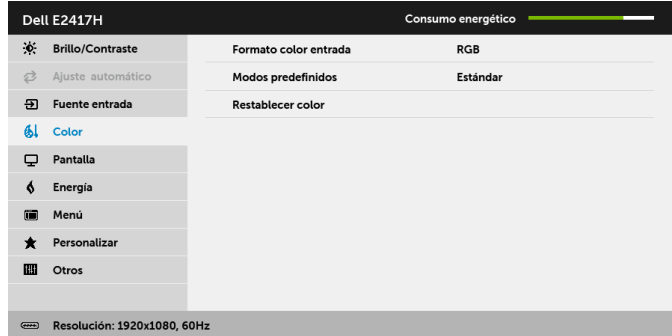 Dell E2417H
Consumo energético
Brillo/Contraste
Formato color entrada RGB
Ajuste automático
Modos predefinidos Estándar
Fuente entrada
Restablecer color
Color
Pantalla
Energía
Menú
Personalizar
Otros
Resolución: 1920x1080, 60Hz